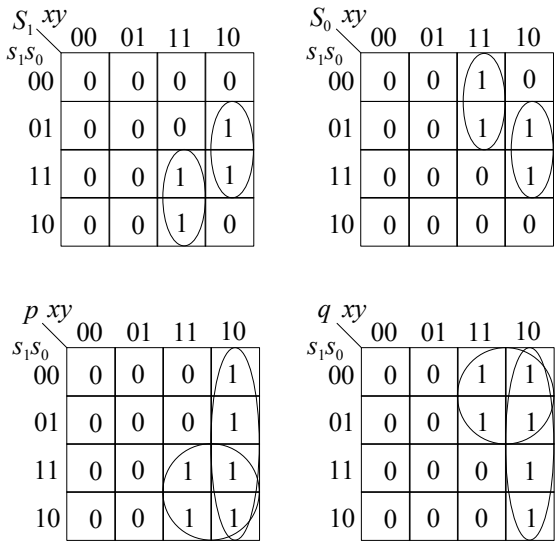 S₁ xy 00 01 11 10
s₁s₀
00 0 0 0 0
01 0 0 0 1
11 0 0 1 1
10 0 0 1 0
S₀ xy 00 01 11 10
s₁s₀
00 0 0 1 0
01 0 0 1 1
11 0 0 0 1
10 0 0 0 0
p xy 00 01 11 10
s₁s₀
00 0 0 0 1
01 0 0 0 1
11 0 0 1 1
10 0 0 1 1
q xy 00 01 11 10
s₁s₀
00 0 0 1 1
01 0 0 1 1
11 0 0 0 1
10 0 0 0 1